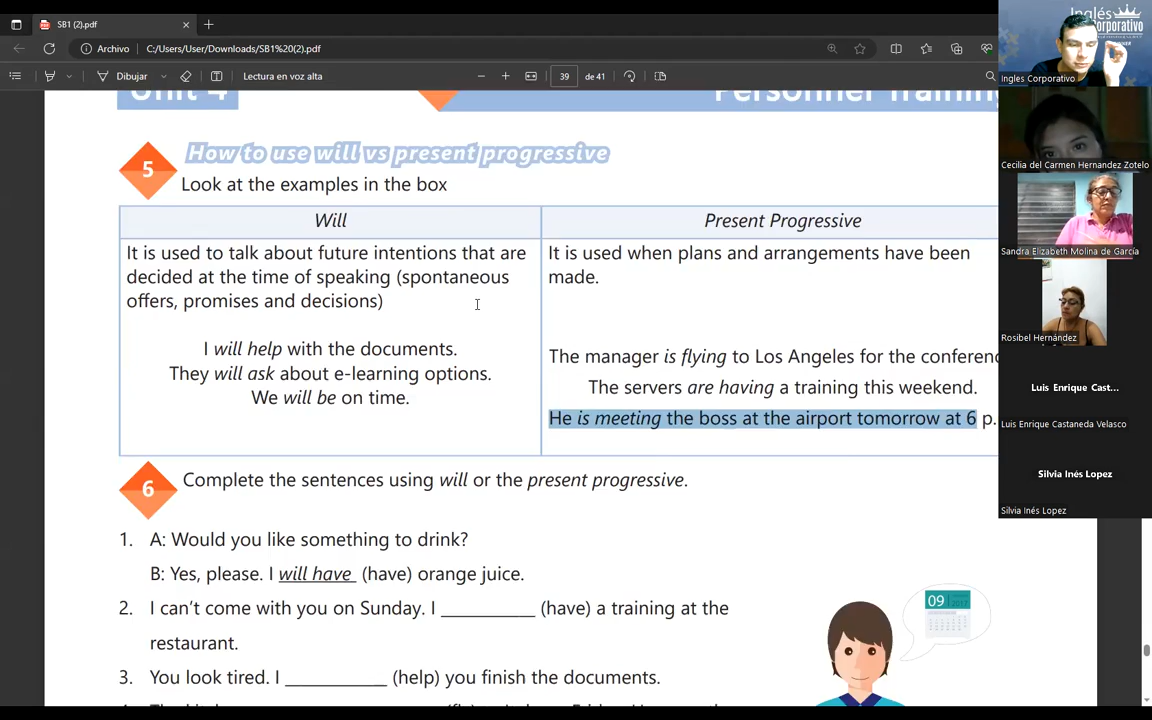 SB1 (2).pdf
Archivo
C:/Users/User/Downloads/SB1%20(2).pdf
Dibujar
Lectura en voz alta
39
de 41
Unit 4
Personnel Training
5
How to use will vs present progressive
Look at the examples in the box
Will
Present Progressive
It is used to talk about future intentions that are
decided at the time of speaking (spontaneous
offers, promises and decisions)
I will help with the documents.
They will ask about e-learning options.
We will be on time.
It is used when plans and arrangements have been
made.
The manager is flying to Los Angeles for the conferenc
The servers are having a training this weekend.
He is meeting the boss at the airport tomorrow at 6 p.
6
Complete the sentences using will or the present progressive.
1. A: Would you like something to drink?
B: Yes, please. I will have (have) orange juice.
2. I can't come with you on Sunday. I __________ (have) a training at the
restaurant.
3. You look tired. I ___________ (help) you finish the documents.
09
2017
Inglés
Corporativo
Ingles Corporativo
Cecilia del Carmen Hernandez Zotelo
Sandra Elizabeth Molina de García
Rosibel Hernández
Luis Enrique Cast...
Luis Enrique Castaneda Velasco
Silvia Inés Lopez
Silvia Inés Lopez